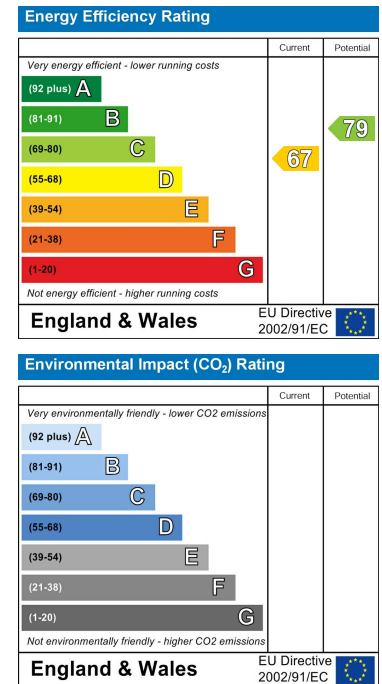 Energy Efficiency Rating
Current Potential
Very energy efficient - lower running costs
(92 plus) A
(81-91) B
(69-80) C
(55-68) D
(39-54) E
(21-38) F
(1-20) G
67
79
Not energy efficient - higher running costs
England & Wales
EU Directive
2002/91/EC
Environmental Impact (CO₂) Rating
Current Potential
Very environmentally friendly - lower CO2 emissions
(92 plus) A
(81-91) B
(69-80) C
(55-68) D
(39-54) E
(21-38) F
(1-20) G
Not environmentally friendly - higher CO2 emissions
England & Wales
EU Directive
2002/91/EC